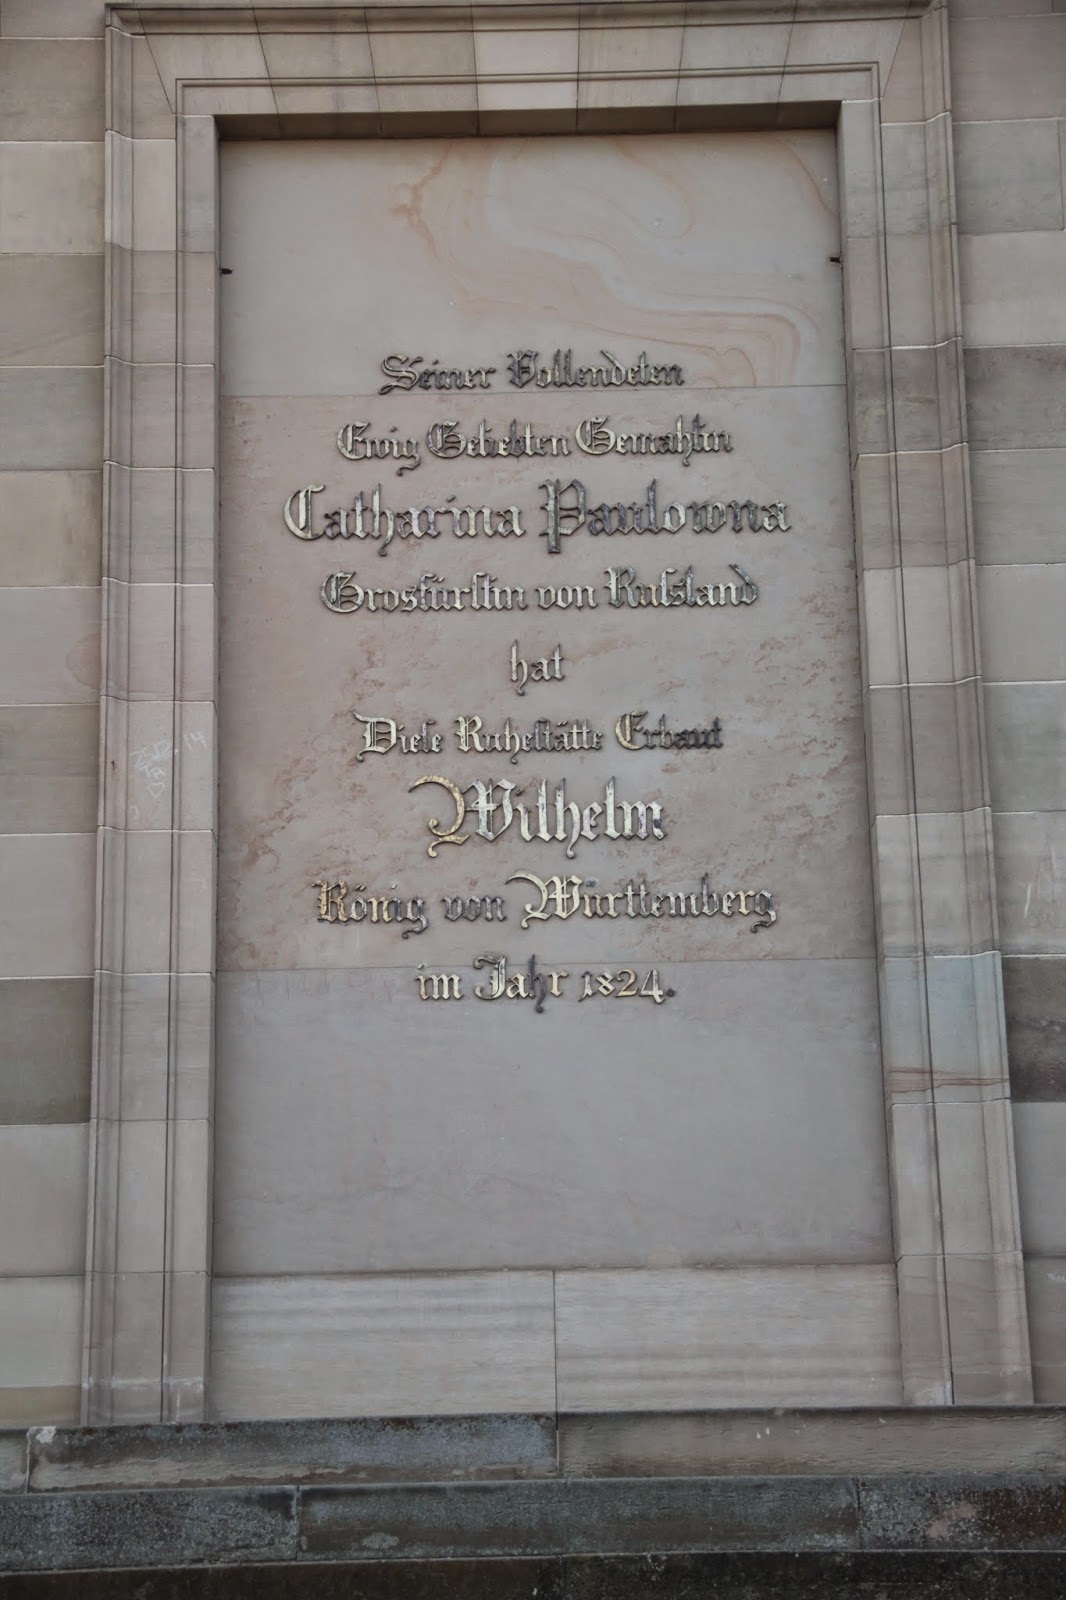 Seiner Vollendeten
Ewig Geliebten Gemahlin
Catharina Paulowna
Grosfürſtin von Ruſsland
hat
Dieſe Ruheſtätte Erbaut
Wilhelm
König von Württemberg
im Jahr 1824.